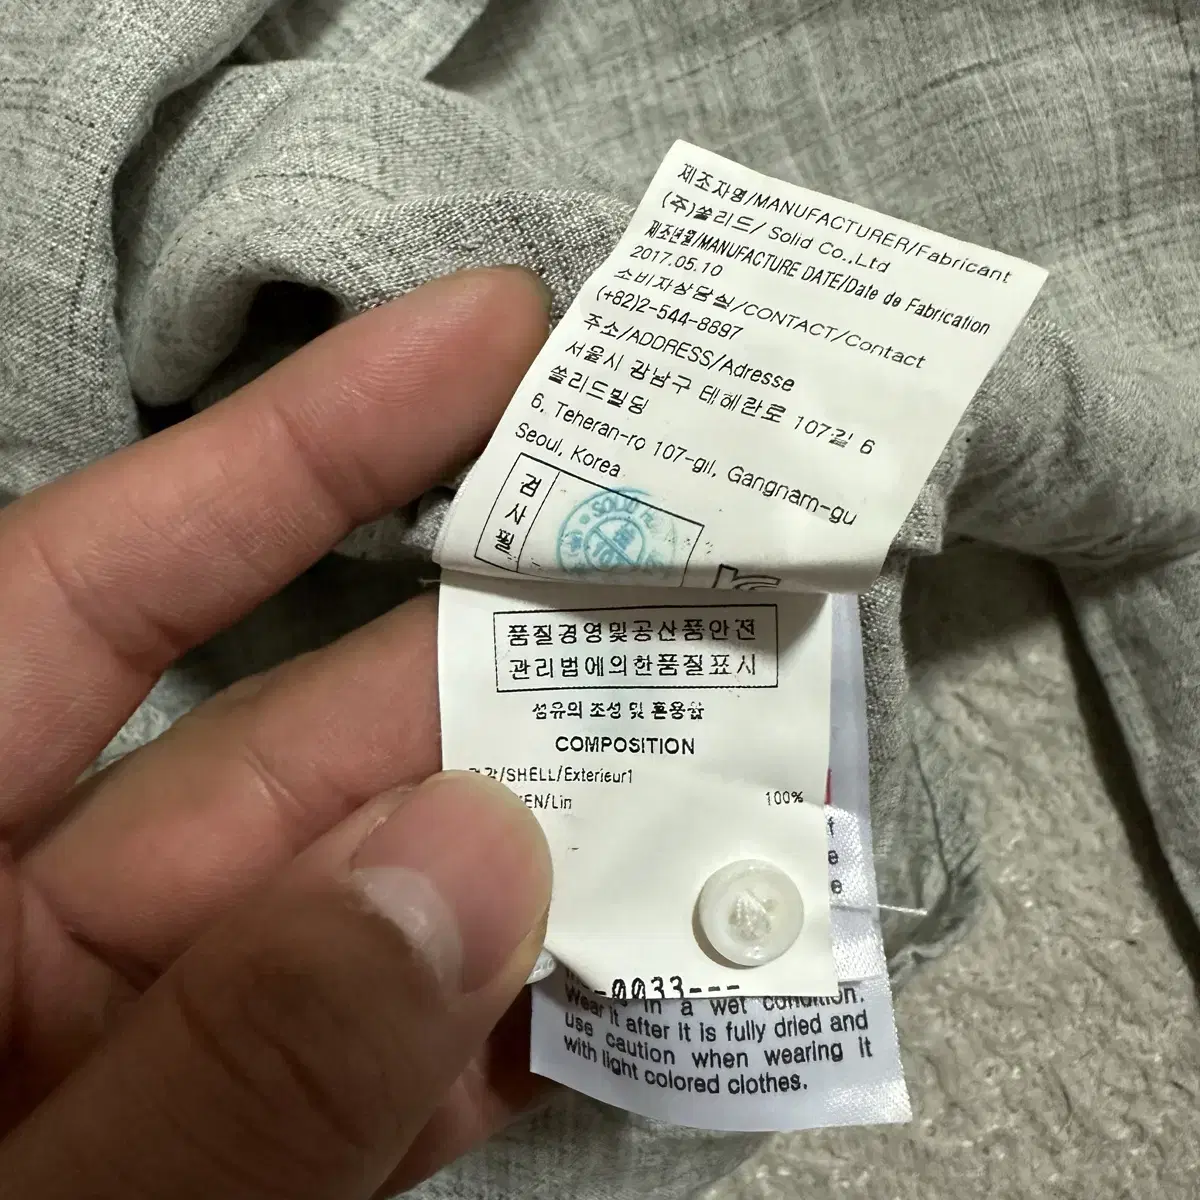 제조자명/MANUFACTURER/Fabricant
(주)쏠리드/ Solid Co.,Ltd
제조년월/MANUFACTURE DATE/Date de Fabrication
2017.05.10
소비자상담실/CONTACT/Contact
(+82)2-544-8897
주소/ADDRESS/Adresse
서울시 강남구 테헤란로 107길 6
쏠리드빌딩
6, Teheran-ro 107-gil, Gangnam-gu
Seoul, Korea
검사필
SOLID
품질경영및공산품안전
관리법에의한품질표시
섬유의 조성 및 혼용율
COMPOSITION
/SHELL/Exterieur1
EN/Lin 100%
-0033---
in a wet condition.
Wear it after it is fully dried and
use caution when wearing it
with light colored clothes.